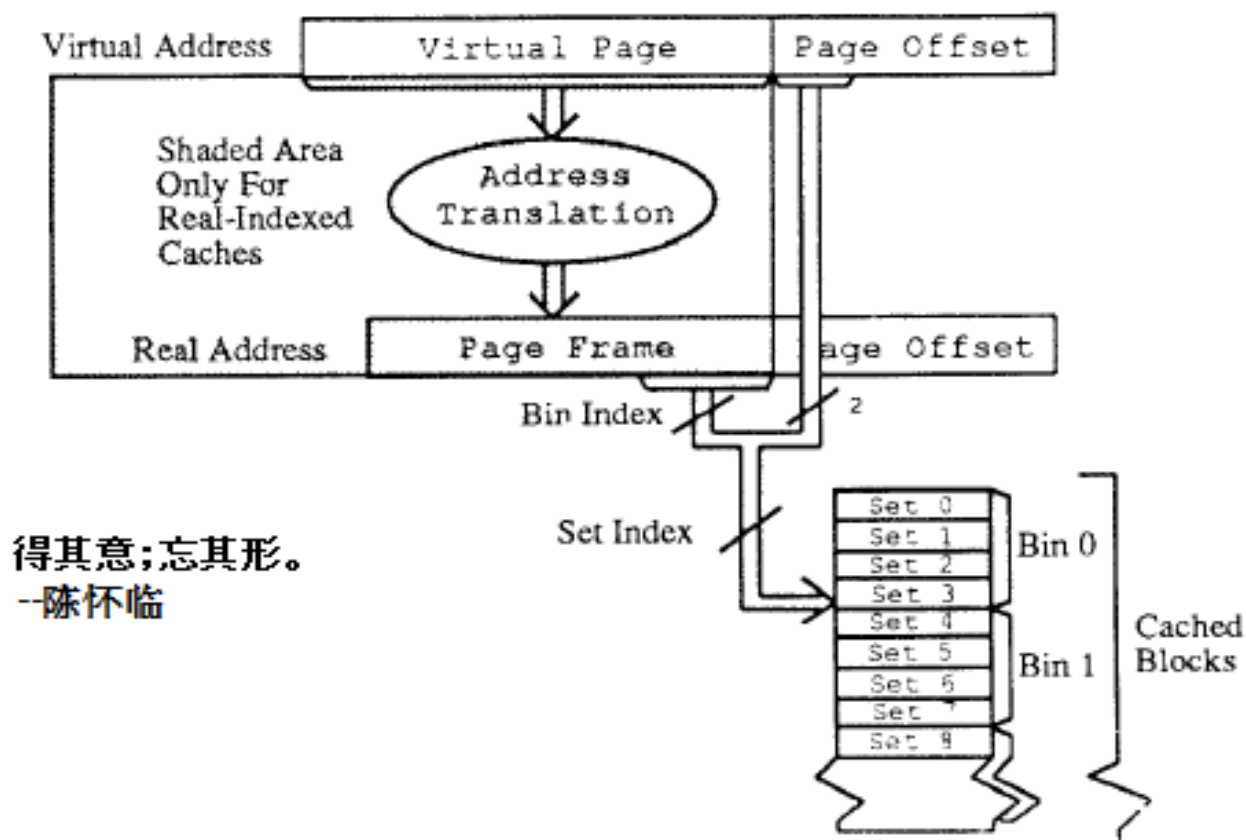 Virtual Address
Virtual Page
Page Offset
Shaded Area
Only For
Real-Indexed
Caches
Address
Translation
Real Address
Page Frame
age Offset
Bin Index
2
Set Index
Set 0
Set 1
Set 2
Set 3
Set 4
Set 5
Set 6
Set 7
Set 8
Bin 0
Bin 1
Cached
Blocks
得其意;忘其形。
--陈怀临